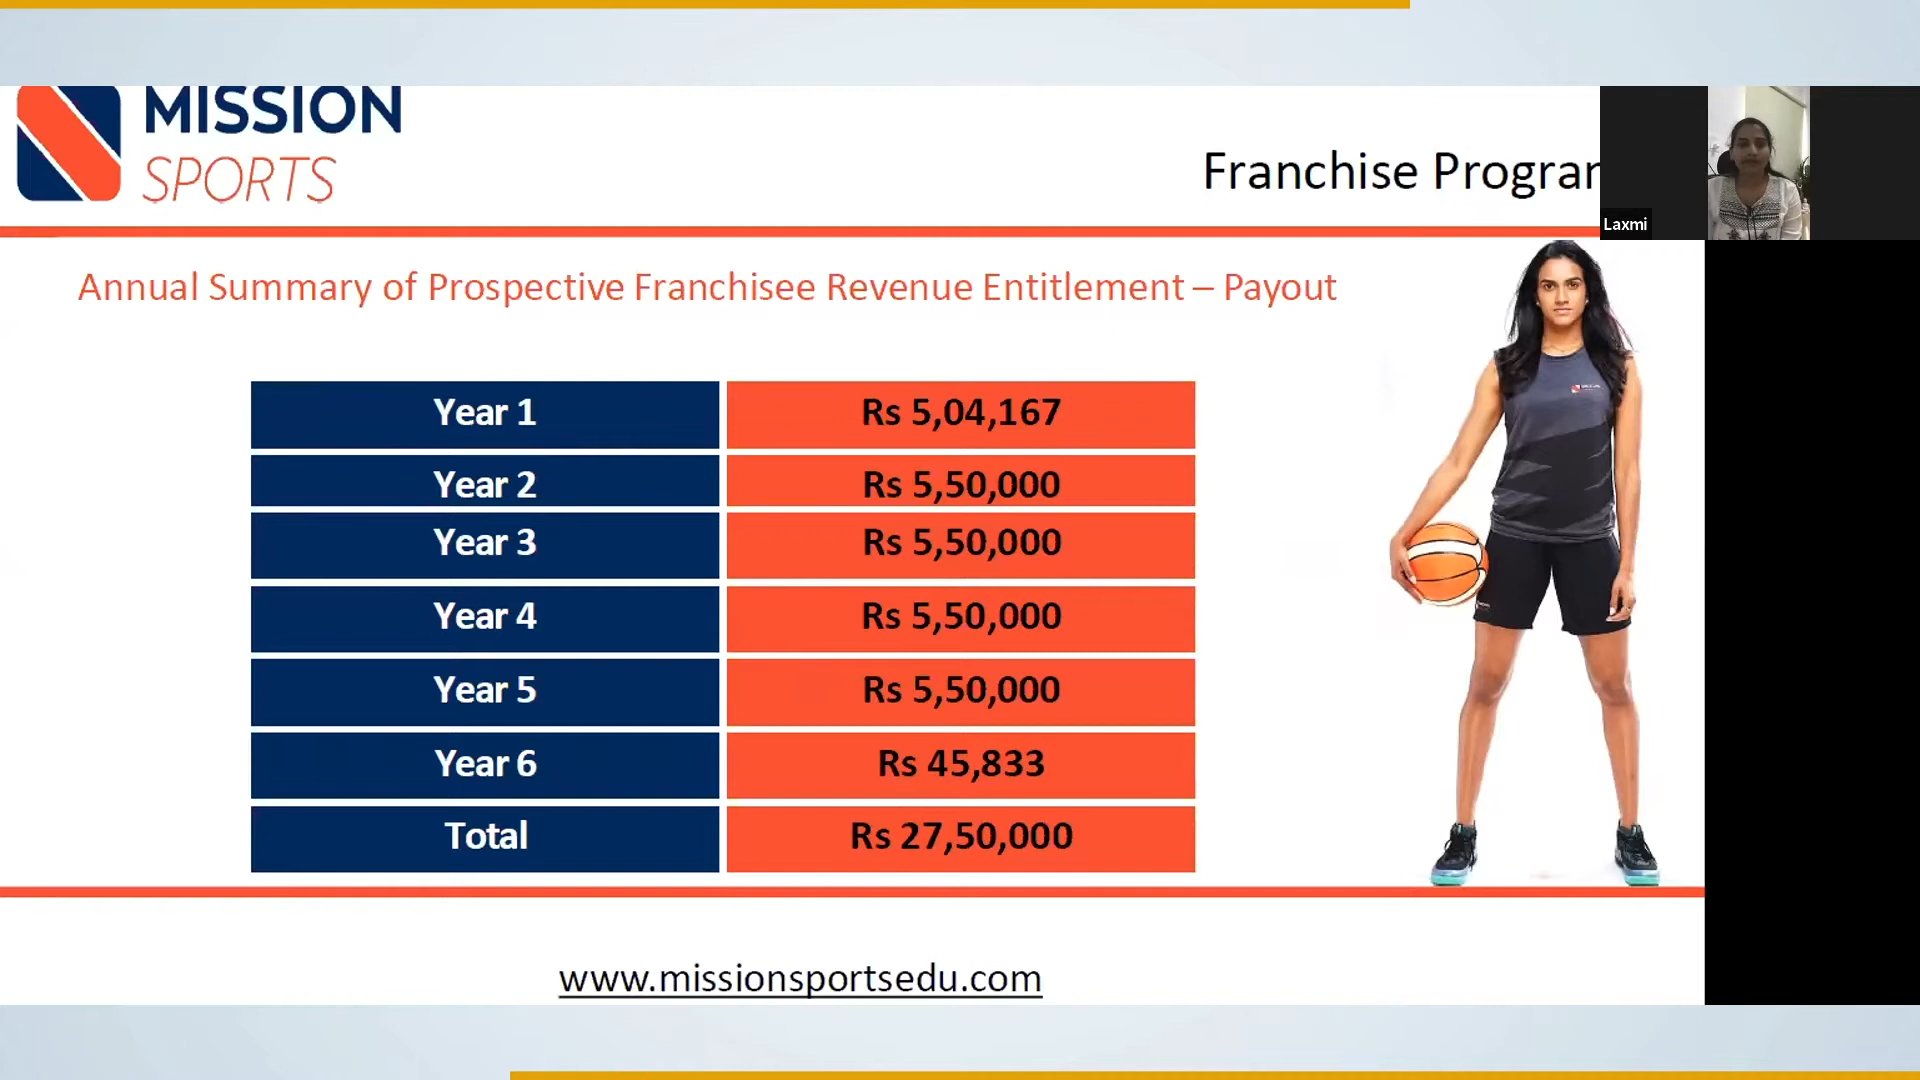 MISSION
SPORTS
Franchise Progra
Laxmi
Annual Summary of Prospective Franchisee Revenue Entitlement – Payout
Year 1 Rs 5,04,167
Year 2 Rs 5,50,000
Year 3 Rs 5,50,000
Year 4 Rs 5,50,000
Year 5 Rs 5,50,000
Year 6 Rs 45,833
Total Rs 27,50,000
www.missionsportsedu.com